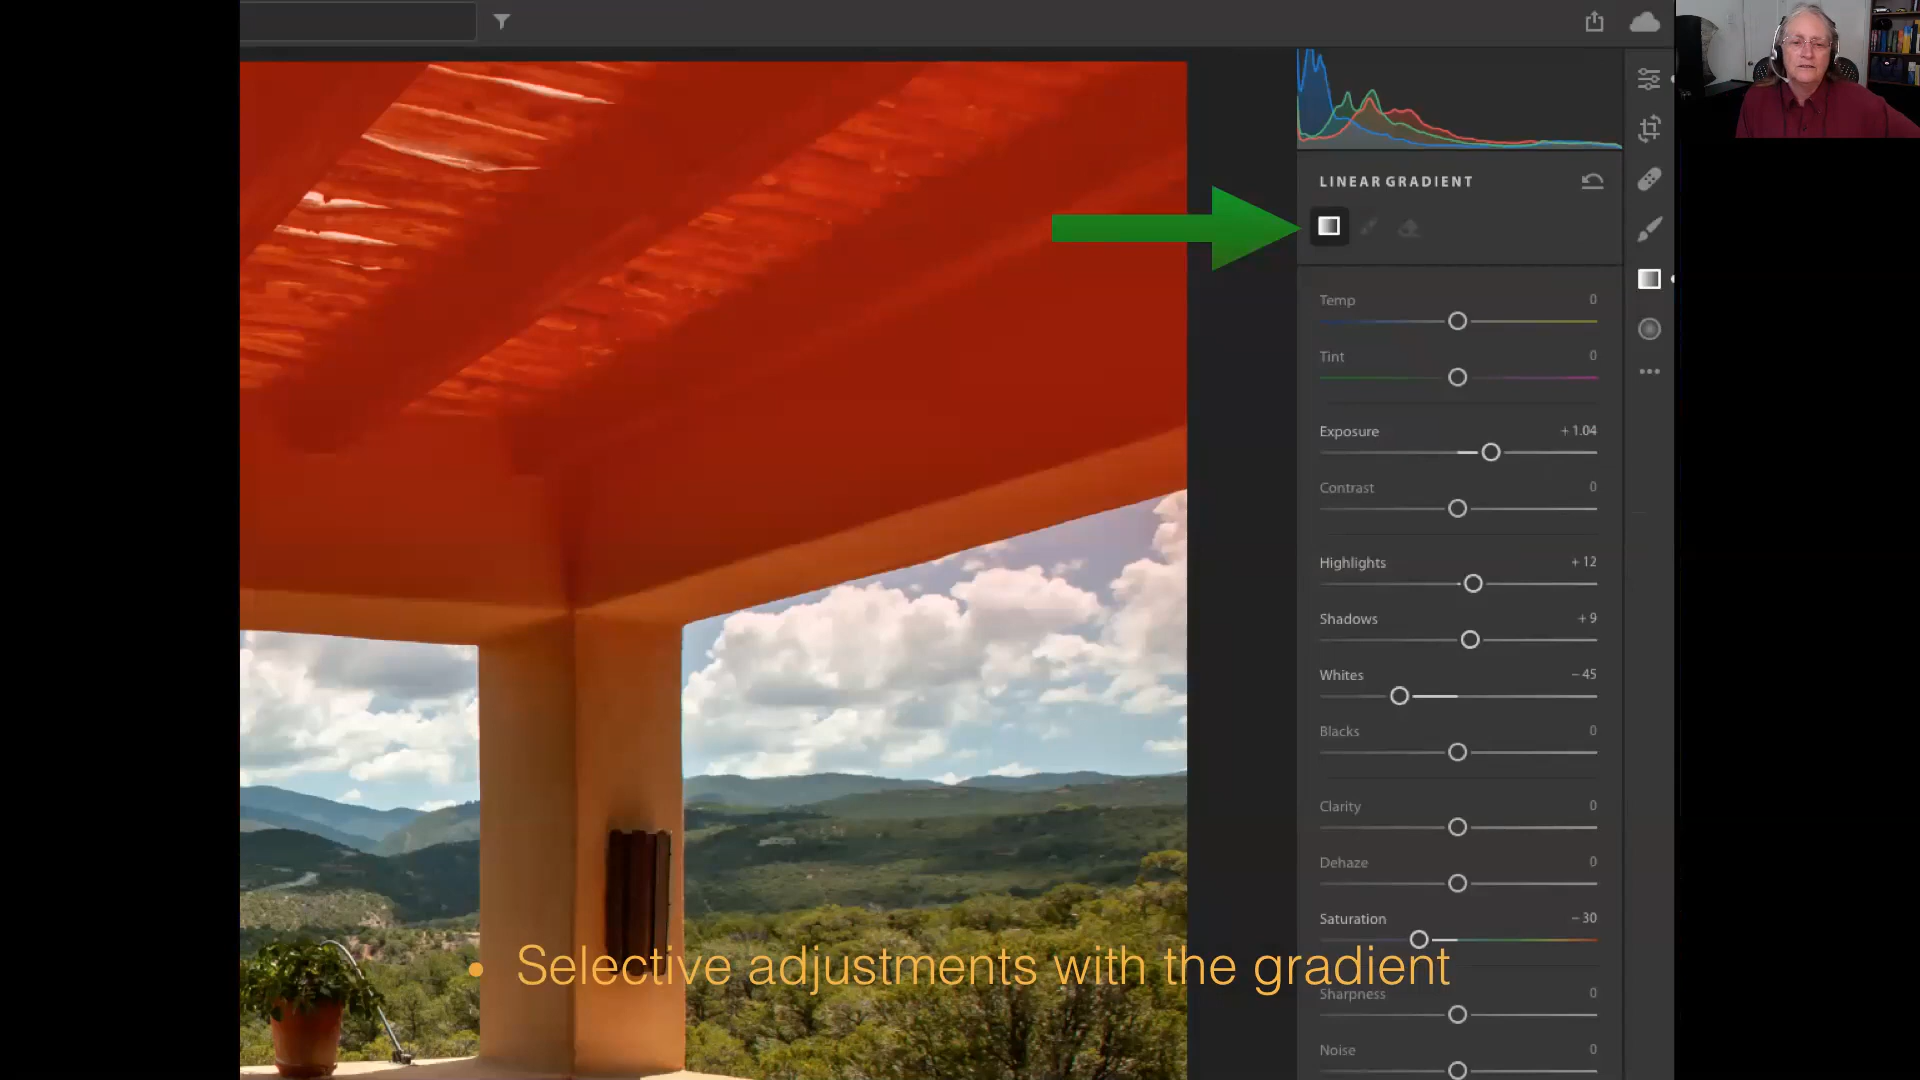 LINEAR GRADIENT
Temp 0
Tint 0
Exposure + 1.04
Contrast 0
Highlights + 12
Shadows + 9
Whites − 45
Blacks 0
Clarity 0
Dehaze 0
Saturation − 30
• Selective adjustments with the gradient
Sharpness 0
Noise 0